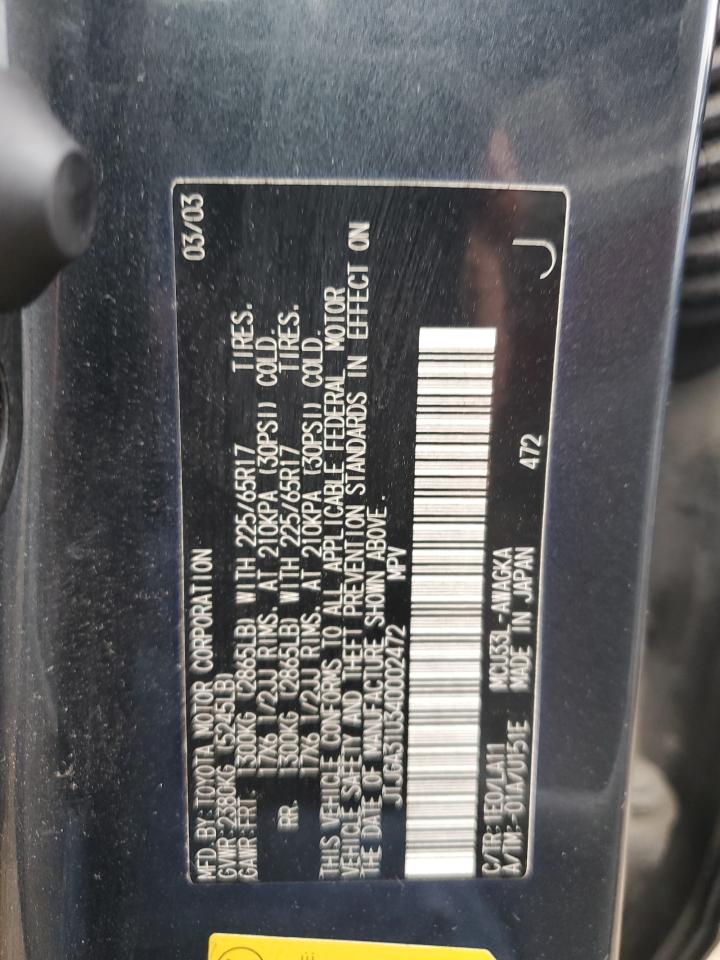 MFD. BY: TOYOTA MOTOR CORPORATION 03/03
GVWR: 2380KG (5245LB)
GAWR: FRT. 1300KG (2865LB) WITH 225/65R17 TIRES.
17X6 1/2JJ RIMS. AT 210KPA (30PSI) COLD.
RR. 1300KG (2865LB) WITH 225/65R17 TIRES.
17X6 1/2JJ RIMS. AT 210KPA (30PSI) COLD.
THIS VEHICLE CONFORMS TO ALL APPLICABLE FEDERAL MOTOR
VEHICLE SAFETY AND THEFT PREVENTION STANDARDS IN EFFECT ON
THE DATE OF MANUFACTURE SHOWN ABOVE.
MPV
J
C/TR: 1E0/LA11 MCU33L-AWAGKA 472
A/TM: -01A/U151E MADE IN JAPAN